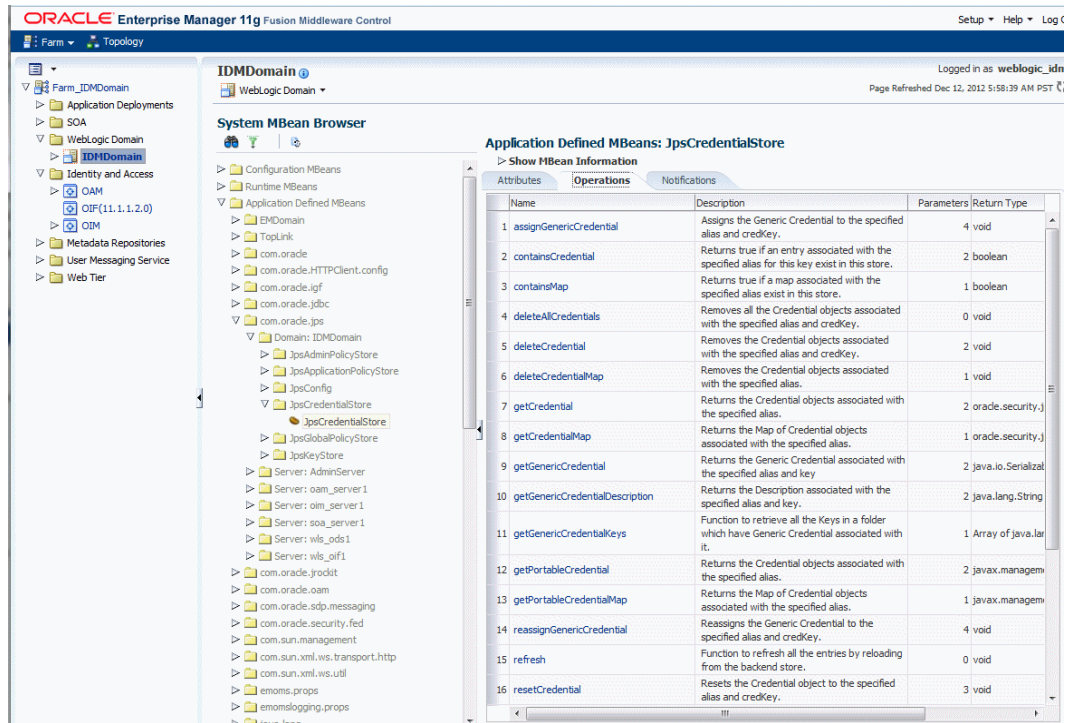 ORACLE Enterprise Manager 11g Fusion Middleware Control
Setup Help Log
Farm Topology
Farm_IDMDomain
Application Deployments
SOA
WebLogic Domain
IDMDomain
Identity and Access
OAM
OIF(11.1.1.2.0)
OIM
Metadata Repositories
User Messaging Service
Web Tier
IDMDomain
WebLogic Domain
Logged in as weblogic_idm
Page Refreshed Dec 12, 2012 5:58:39 AM PST
System MBean Browser
Configuration MBeans
Runtime MBeans
Application Defined MBeans
EMDomain
TopLink
com.oracle
com.oracle.HTTPClient.config
com.oracle.igf
com.oracle.jdbc
com.oracle.jps
Domain: IDMDomain
JpsAdminPolicyStore
JpsApplicationPolicyStore
JpsConfig
JpsCredentialStore
JpsCredentialStore
JpsGlobalPolicyStore
JpsKeyStore
Server: AdminServer
Server: oam_server1
Server: oim_server1
Server: soa_server1
Server: wls_ods1
Server: wls_oif1
com.oracle.jrockit
com.oracle.oam
com.oracle.sdp.messaging
com.oracle.security.fed
com.sun.management
com.sun.xml.ws.transport.http
com.sun.xml.ws.util
emoms.props
emomslogging.props
Application Defined MBeans: JpsCredentialStore
Show MBean Information
Attributes Operations Notifications
Name Description Parameters Return Type
1 assignGenericCredential Assigns the Generic Credential to the specified 4 void
alias and credKey.
2 containsCredential Returns true if an entry associated with the 2 boolean
specified alias for this key exist in this store.
3 containsMap Returns true if a map associated with the 1 boolean
specified alias exist in this store.
4 deleteAllCredentials Removes all the Credential objects associated 0 void
with the specified alias and credKey.
5 deleteCredential Removes the Credential objects associated 2 void
with the specified alias and credKey.
6 deleteCredentialMap Removes the Credential objects associated 1 void
with the specified alias.
7 getCredential Returns the Credential objects associated with 2 oracle.security.j
the specified alias.
8 getCredentialMap Returns the Map of Credential objects 1 oracle.security.j
associated with the specified alias.
9 getGenericCredential Returns the Generic Credential associated with 2 java.io.Serializab
the specified alias and key
10 getGenericCredentialDescription Returns the Description associated with the 2 java.lang.String
specified alias and key.
11 getGenericCredentialKeys Function to retrieve all the Keys in a folder 1 Array of java.lan
which have Generic Credential associated with
it.
12 getPortableCredential Returns the Credential objects associated with 2 javax.manageme
the specified alias.
13 getPortableCredentialMap Returns the Map of Credential objects 1 javax.manageme
associated with the specified alias.
14 reassignGenericCredential Reassigns the Generic Credential to the 4 void
specified alias and credKey.
15 refresh Function to refresh all the entries by reloading 0 void
from the backend store.
16 resetCredential Resets the Credential object to the specified 3 void
alias and credKey.